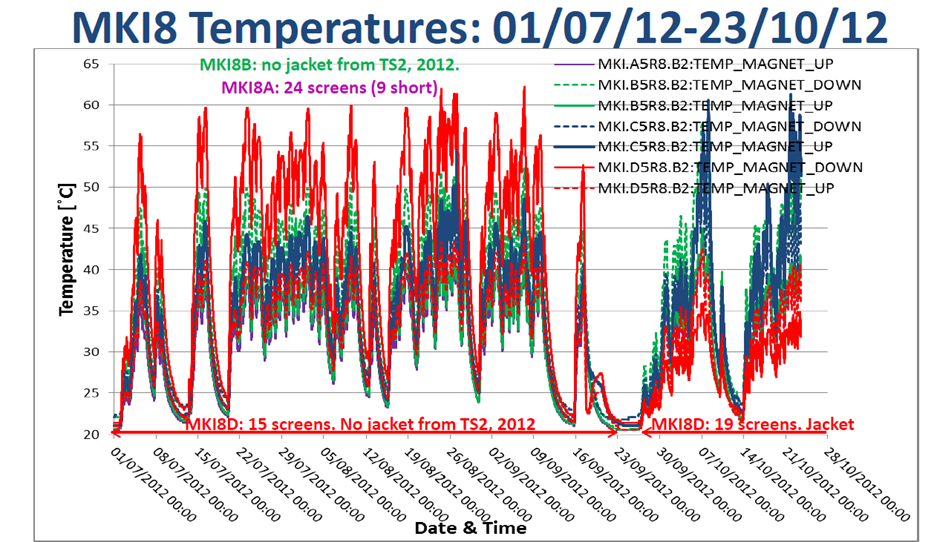 MKI8 Temperatures: 01/07/12-23/10/12
MKI8B: no jacket from TS2, 2012.
MKI8A: 24 screens (9 short)
MKI.A5R8.B2:TEMP_MAGNET_UP
MKI.B5R8.B2:TEMP_MAGNET_DOWN
MKI.B5R8.B2:TEMP_MAGNET_UP
MKI.C5R8.B2:TEMP_MAGNET_DOWN
MKI.C5R8.B2:TEMP_MAGNET_UP
MKI.D5R8.B2:TEMP_MAGNET_DOWN
MKI.D5R8.B2:TEMP_MAGNET_UP
Temperature [˚C]
65
60
55
50
45
40
35
30
25
20
MKI8D: 15 screens. No jacket from TS2, 2012
MKI8D: 19 screens. Jacket
01/07/2012 00:00
08/07/2012 00:00
15/07/2012 00:00
22/07/2012 00:00
29/07/2012 00:00
05/08/2012 00:00
12/08/2012 00:00
19/08/2012 00:00
26/08/2012 00:00
02/09/2012 00:00
09/09/2012 00:00
16/09/2012 00:00
23/09/2012 00:00
30/09/2012 00:00
07/10/2012 00:00
14/10/2012 00:00
21/10/2012 00:00
28/10/2012 00:00
Date & Time